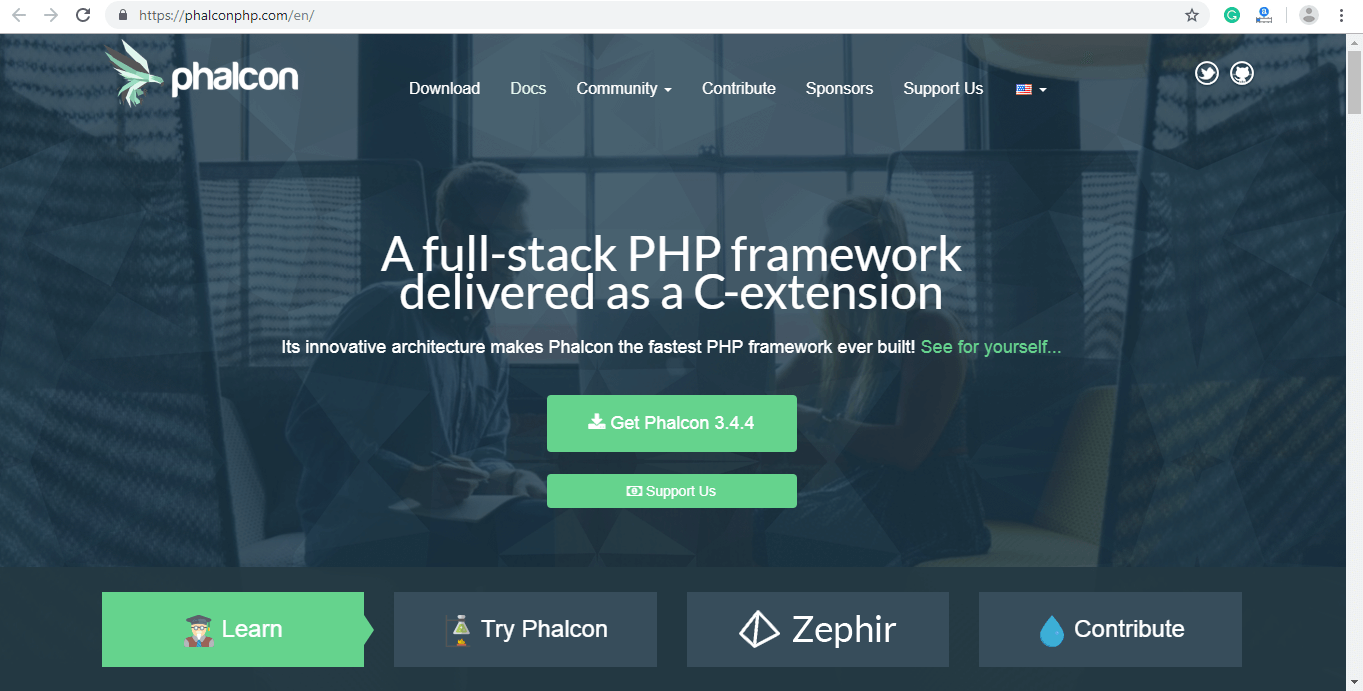 https://phalconphp.com/en/
phalcon
Download Docs Community Contribute Sponsors Support Us
A full-stack PHP framework
delivered as a C-extension
Its innovative architecture makes Phalcon the fastest PHP framework ever built! See for yourself...
Get Phalcon 3.4.4
Support Us
Learn Try Phalcon Zephir Contribute